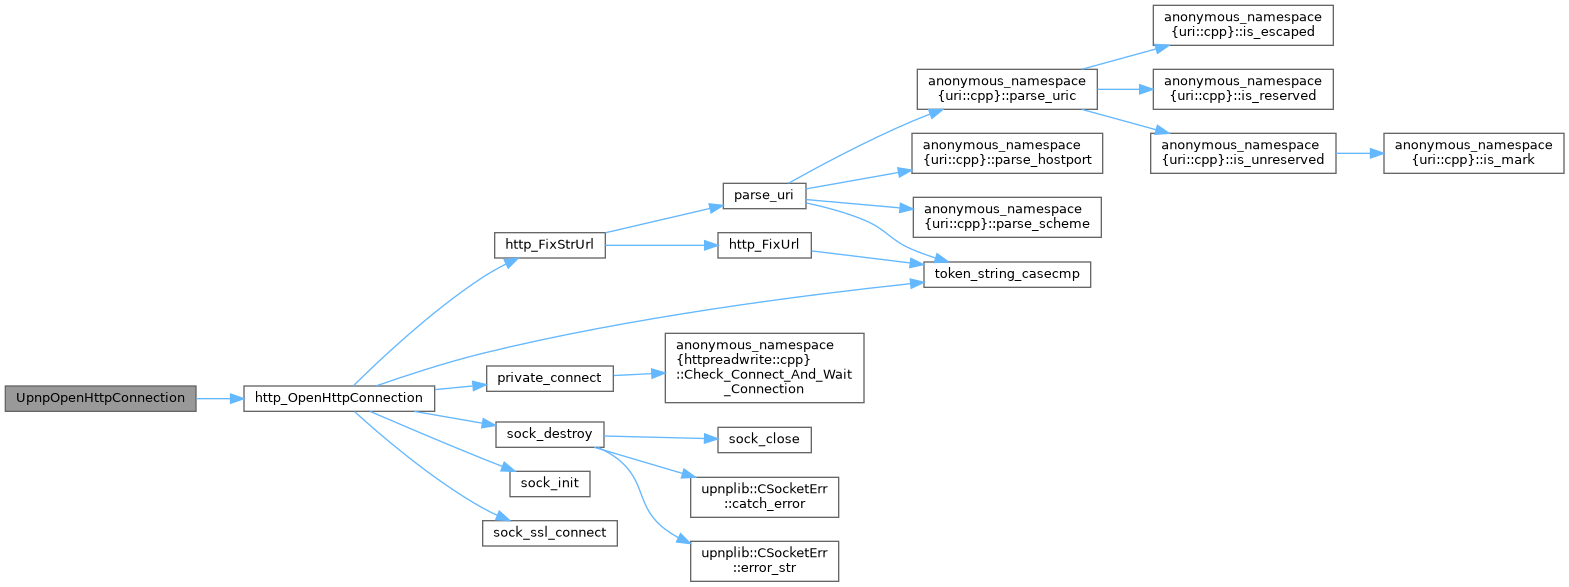 anonymous_namespace
{uri::cpp}::is_escaped
anonymous_namespace
{uri::cpp}::parse_uric
anonymous_namespace
{uri::cpp}::is_reserved
anonymous_namespace
{uri::cpp}::parse_hostport
anonymous_namespace
{uri::cpp}::is_unreserved
anonymous_namespace
{uri::cpp}::is_mark
parse_uri
anonymous_namespace
{uri::cpp}::parse_scheme
http_FixStrUrl
http_FixUrl
token_string_casecmp
anonymous_namespace
{httpreadwrite::cpp}
::Check_Connect_And_Wait
_Connection
private_connect
UpnpOpenHttpConnection
http_OpenHttpConnection
sock_destroy
sock_close
sock_init
upnplib::CSocketErr
::catch_error
sock_ssl_connect
upnplib::CSocketErr
::error_str